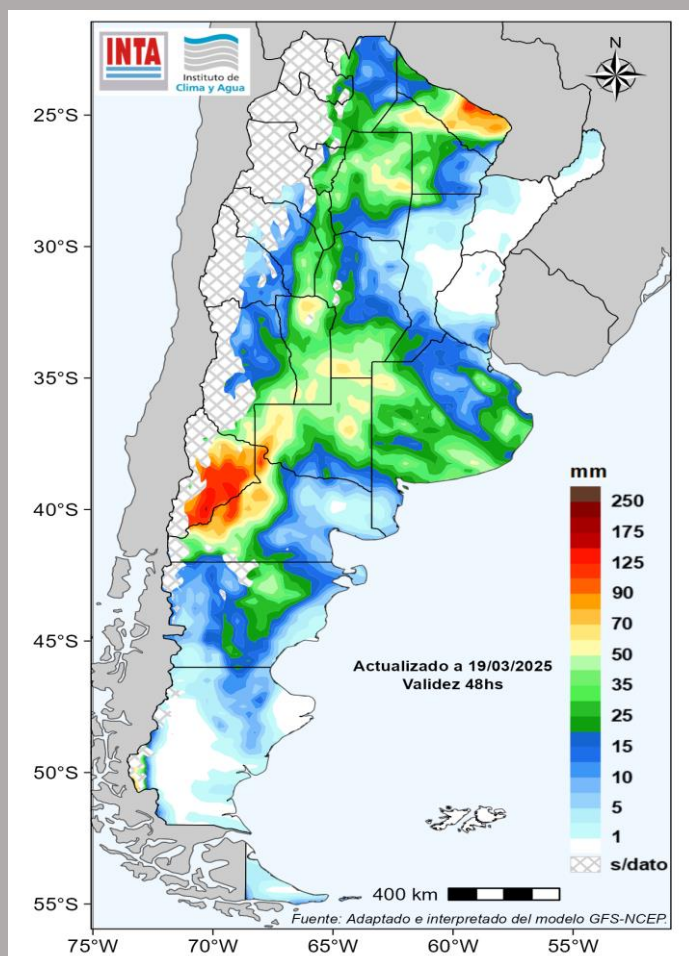 INTA
Instituto de
Clima y Agua
N
25°S
30°S
35°S
40°S
45°S
50°S
55°S
mm
250
175
125
90
70
50
35
25
15
10
5
1
s/dato
Actualizado a 19/03/2025
Validez 48hs
400 km
Fuente: Adaptado e interpretado del modelo GFS-NCEP.
75°W
70°W
65°W
60°W
55°W